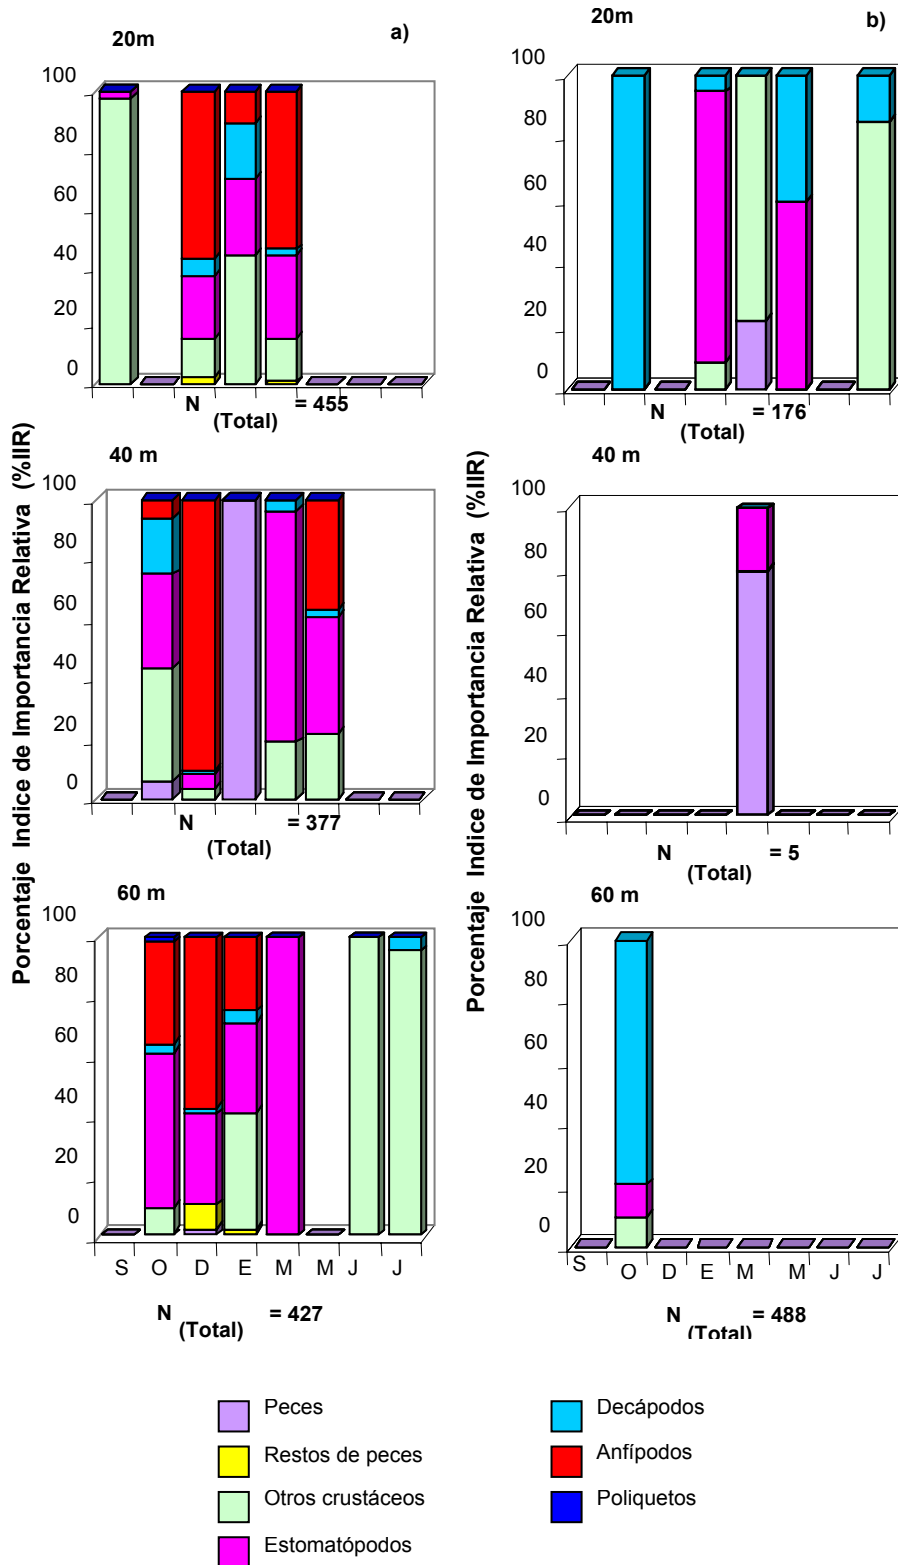 20m
a)
100
80
60
40
20
0
N (Total) = 455
40 m
100
80
60
40
20
0
N (Total) = 377
60 m
100
80
60
40
20
0
S O D E M M J J
N (Total) = 427
Porcentaje Indice de Importancia Relativa (%IIR)
20m
b)
100
80
60
40
20
0
N (Total) = 176
40 m
100
80
60
40
20
0
N (Total) = 5
60 m
100
80
60
40
20
0
S O D E M M J J
N (Total) = 488
Porcentaje Indice de Importancia Relativa (%IIR)
Peces
Restos de peces
Otros crustáceos
Estomatópodos
Decápodos
Anfípodos
Poliquetos